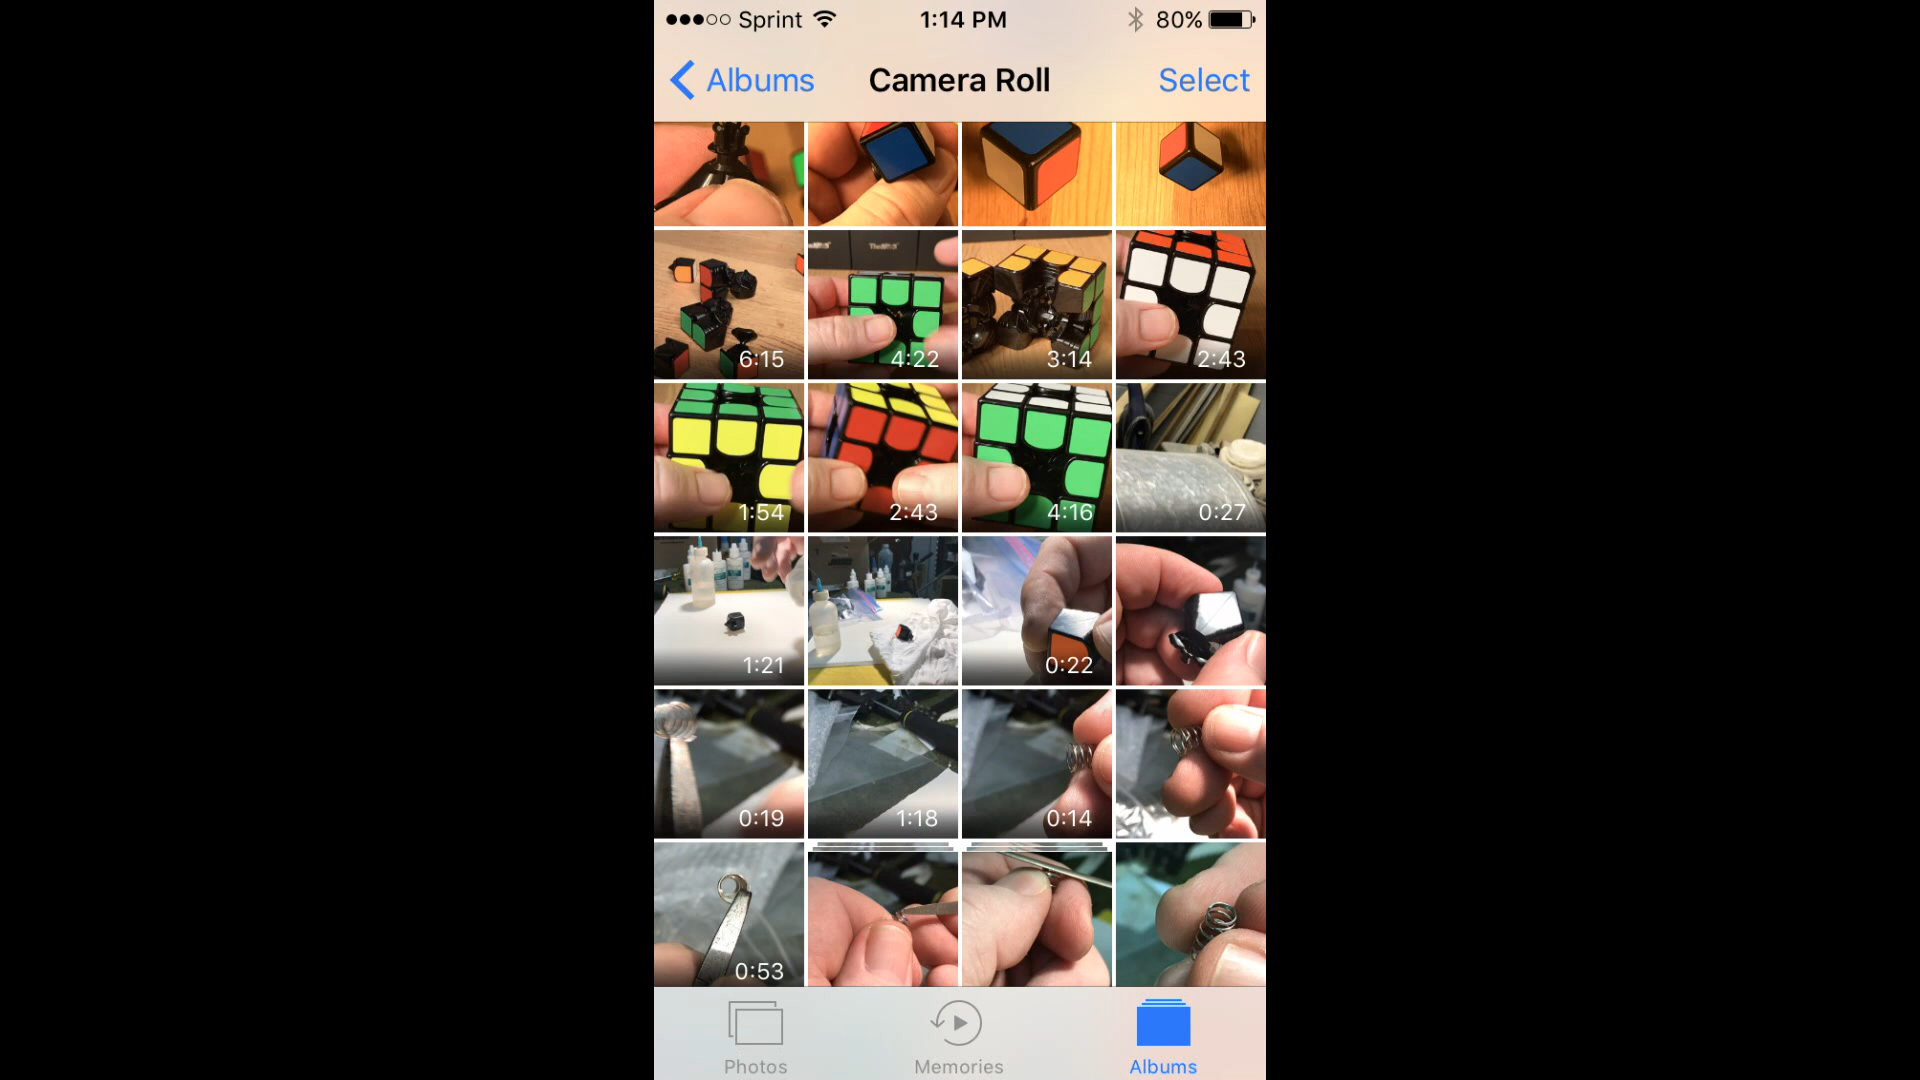 Sprint 1:14 PM 80%
Albums Camera Roll Select
6:15 4:22 3:14 2:43
1:54 2:43 4:16 0:27
1:21 0:22
0:19 1:18 0:14
0:53
Photos Memories Albums